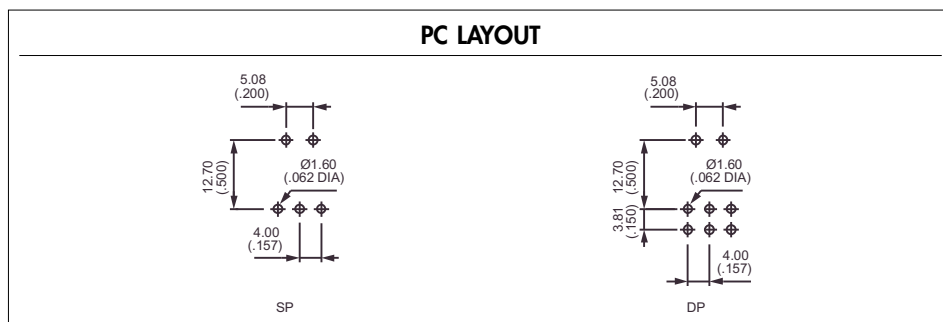 PC LAYOUT
5.08
(.200)
12.70
(.500)
Ø1.60
(.062 DIA)
4.00
(.157)
SP
5.08
(.200)
12.70
(.500)
Ø1.60
(.062 DIA)
3.81
(.150)
4.00
(.157)
DP